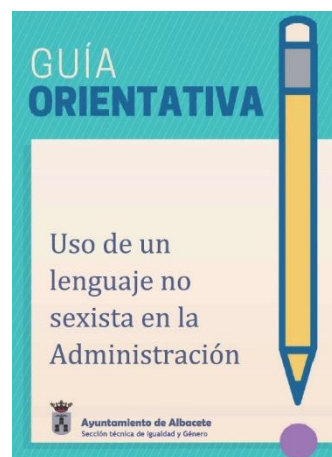 GUÍA
ORIENTATIVA
Uso de un
lenguaje no
sexista en la
Administración
Ayuntamiento de Albacete
Sección técnica de Igualdad y Género